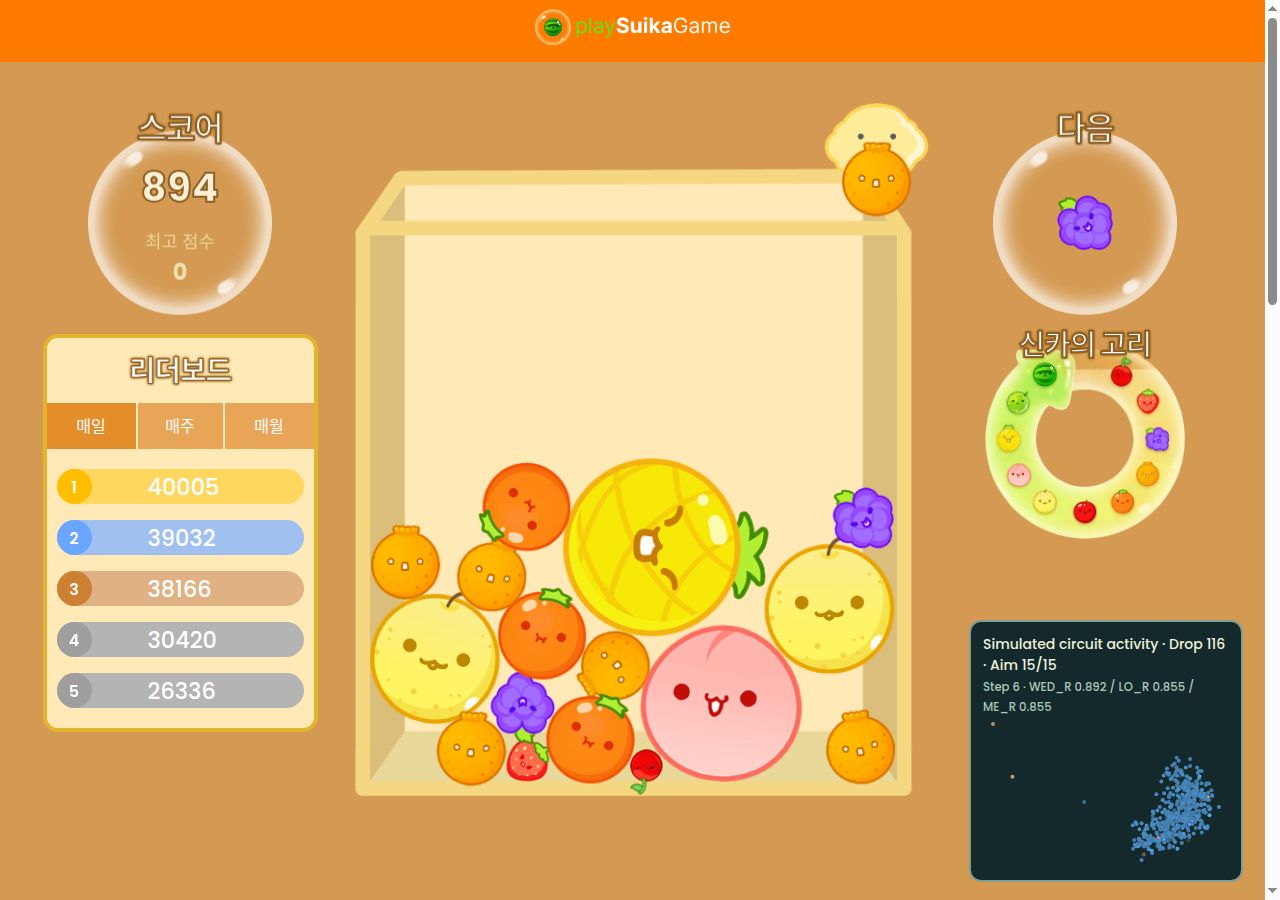 playSuikaGame
스코어
894
최고 점수
0
다음
신카의 고리
리더보드
매일 매주 매월
1 40005
2 39032
3 38166
4 30420
5 26336
Simulated circuit activity · Drop 116
· Aim 15/15
Step 6 · WED_R 0.892 / LO_R 0.855 /
ME_R 0.855